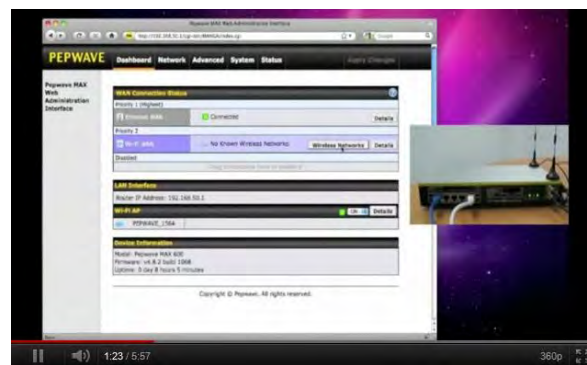 Pepwave MAX Web Administration Interface
PEPWAVE
Dashboard Network Advanced System Status
Apply Changes
Pepwave MAX
Web
Administration
Interface
WAN Connection Status
Priority 1 (Highest)
Ethernet WAN Connected Details
Priority 2
Wi-Fi WAN No Known Wireless Networks Wireless Networks Details
Disabled
LAN Interface
Router IP Address: 192.168.50.1
Wi-Fi AP Details
PEPWAVE_1564
Device Information
Model: Pepwave MAX 600
Uptime: 3 day 8 hours 5 minutes
Copyright © Pepwave. All rights reserved.
1:23 / 5:57
360p